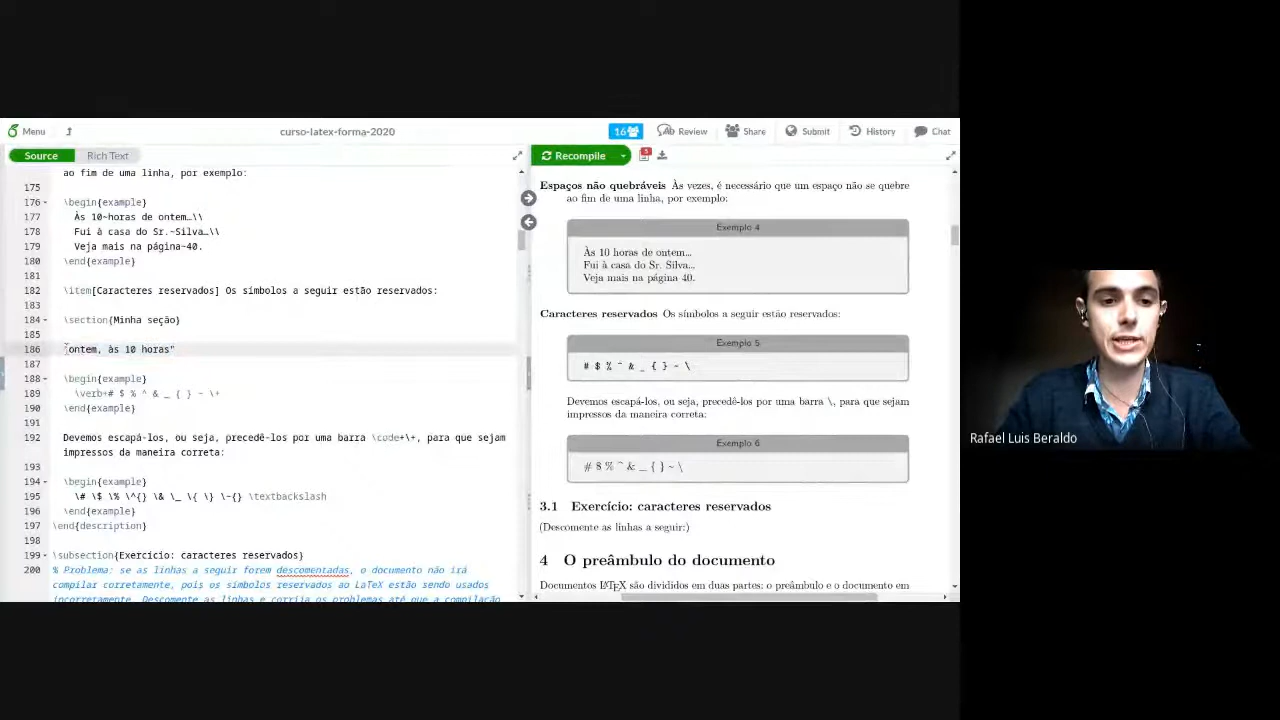 Menu
curso-latex-forma-2020
16
Review
Share
Submit
History
Chat
Source
Rich Text
Recompile
ao fim de uma linha, por exemplo:
175
176 \begin{example}
177 Às 10~horas de ontem…\\
178 Fui à casa do Sr.~Silva…\\
179 Veja mais na página~40.
180 \end{example}
181
182 \item[Caracteres reservados] Os símbolos a seguir estão reservados:
183
184 \section{Minha seção}
185
186 ontem, às 10 horas"
187
188 \begin{example}
189 \verb+# $ % ^ & _ { } ~ \+
190 \end{example}
191
192 Devemos escapá-los, ou seja, precedê-los por uma barra \code+\+, para que sejam
impressos da maneira correta:
193
194 \begin{example}
195 \# \$ \% \^{} \& \_ \{ \} \~{} \textbackslash
196 \end{example}
197 \end{description}
198
199 \subsection{Exercício: caracteres reservados}
200 % Problema: se as linhas a seguir forem descomentadas, o documento não irá
compilar corretamente, pois os símbolos reservados ao LaTeX estão sendo usados
incorretamente. Descomente as linhas e corrija os problemas até que a compilação
Espaços não quebráveis Às vezes, é necessário que um espaço não se quebre
ao fim de uma linha, por exemplo:
Exemplo 4
Às 10 horas de ontem…
Fui à casa do Sr. Silva…
Veja mais na página 40.
Caracteres reservados Os símbolos a seguir estão reservados:
Exemplo 5
# $ % ^ & _ { } ~ \
Devemos escapá-los, ou seja, precedê-los por uma barra \, para que sejam
impressos da maneira correta:
Exemplo 6
# $ % ^ & _ { } ~ \
3.1 Exercício: caracteres reservados
(Descomente as linhas a seguir:)
4 O preâmbulo do documento
Documentos LATEX são divididos em duas partes: o preâmbulo e o documento em
Rafael Luis Beraldo